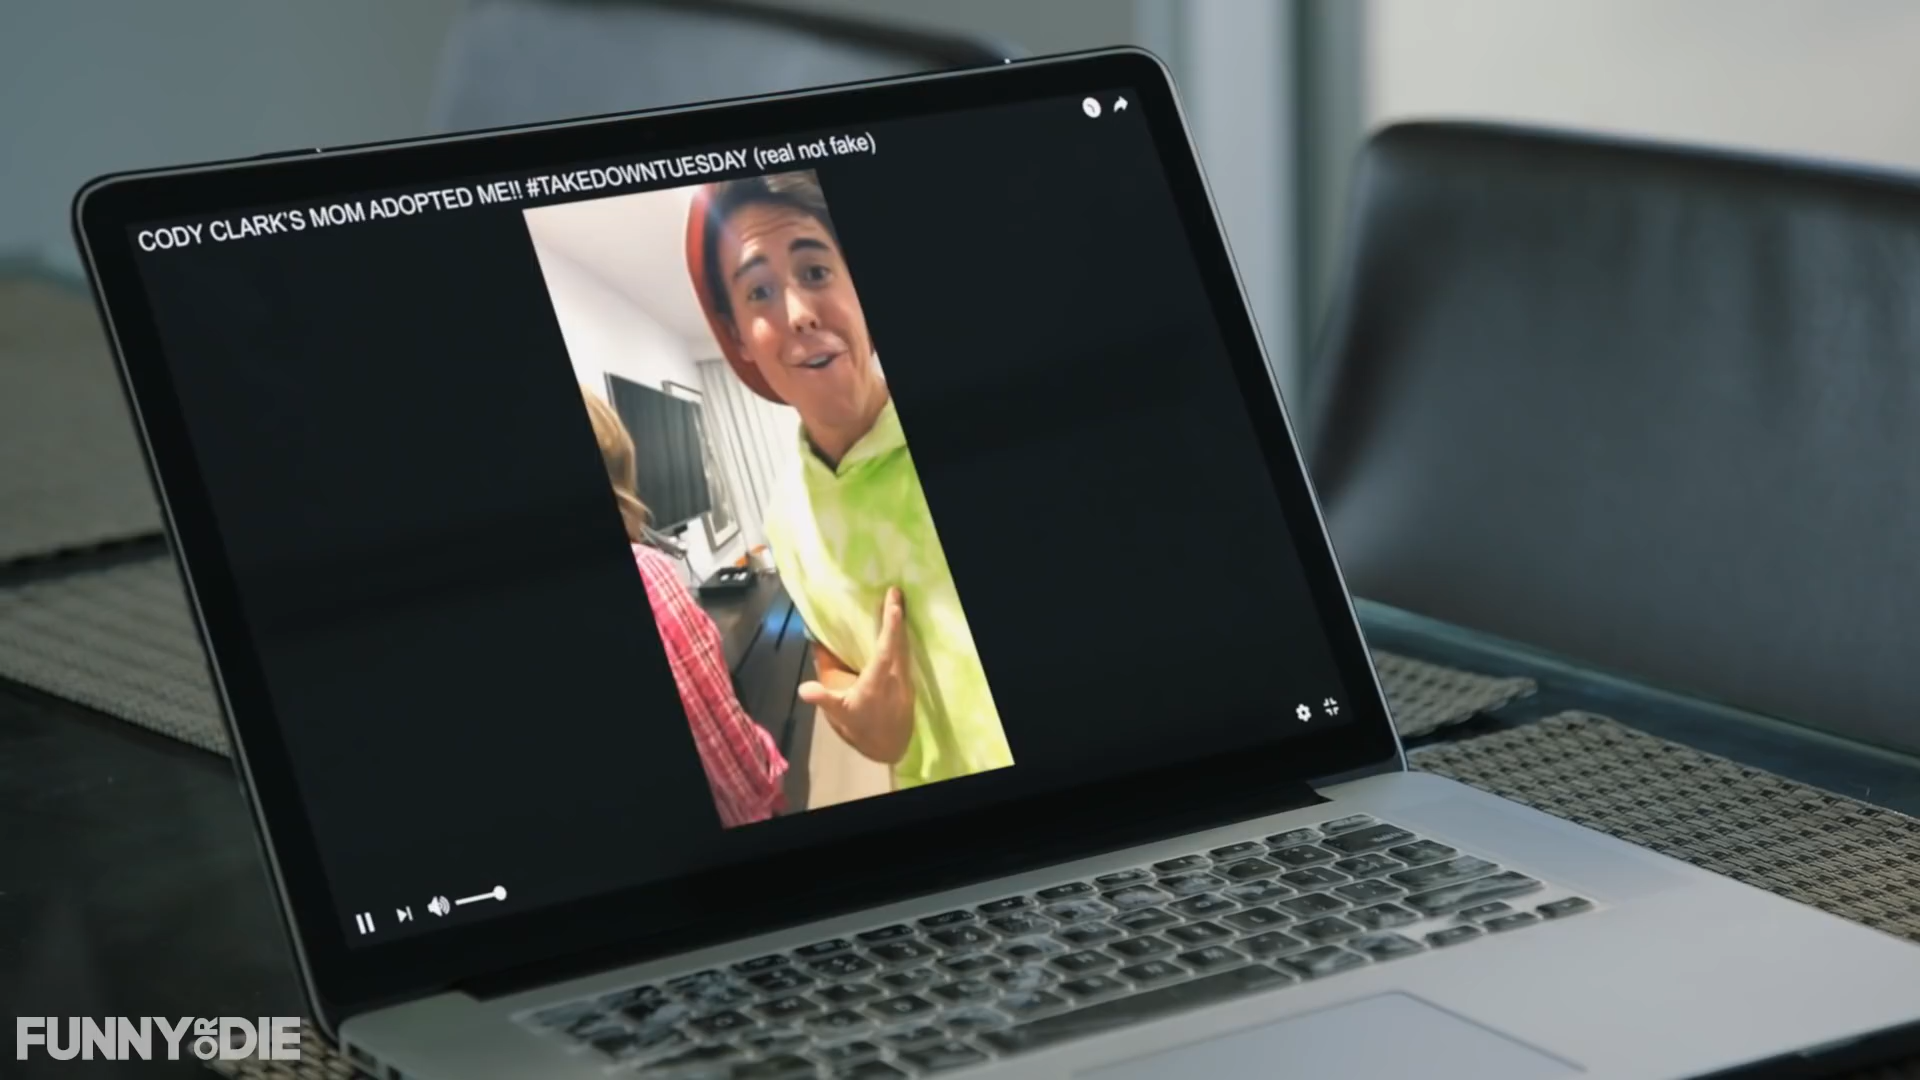 CODY CLARK'S MOM ADOPTED ME!! #TAKEDOWNTUESDAY (real not fake)
FUNNY OR DIE